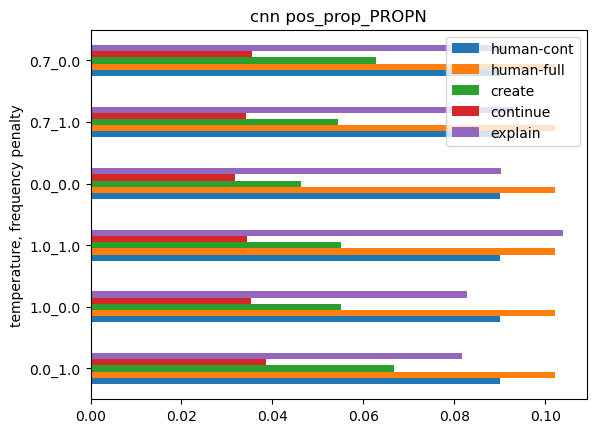 cnn pos_prop_PROPN
human-cont
human-full
create
continue
explain
temperature, frequency penalty
0.7_0.0
0.7_1.0
0.0_0.0
1.0_1.0
1.0_0.0
0.0_1.0
0.00 0.02 0.04 0.06 0.08 0.10